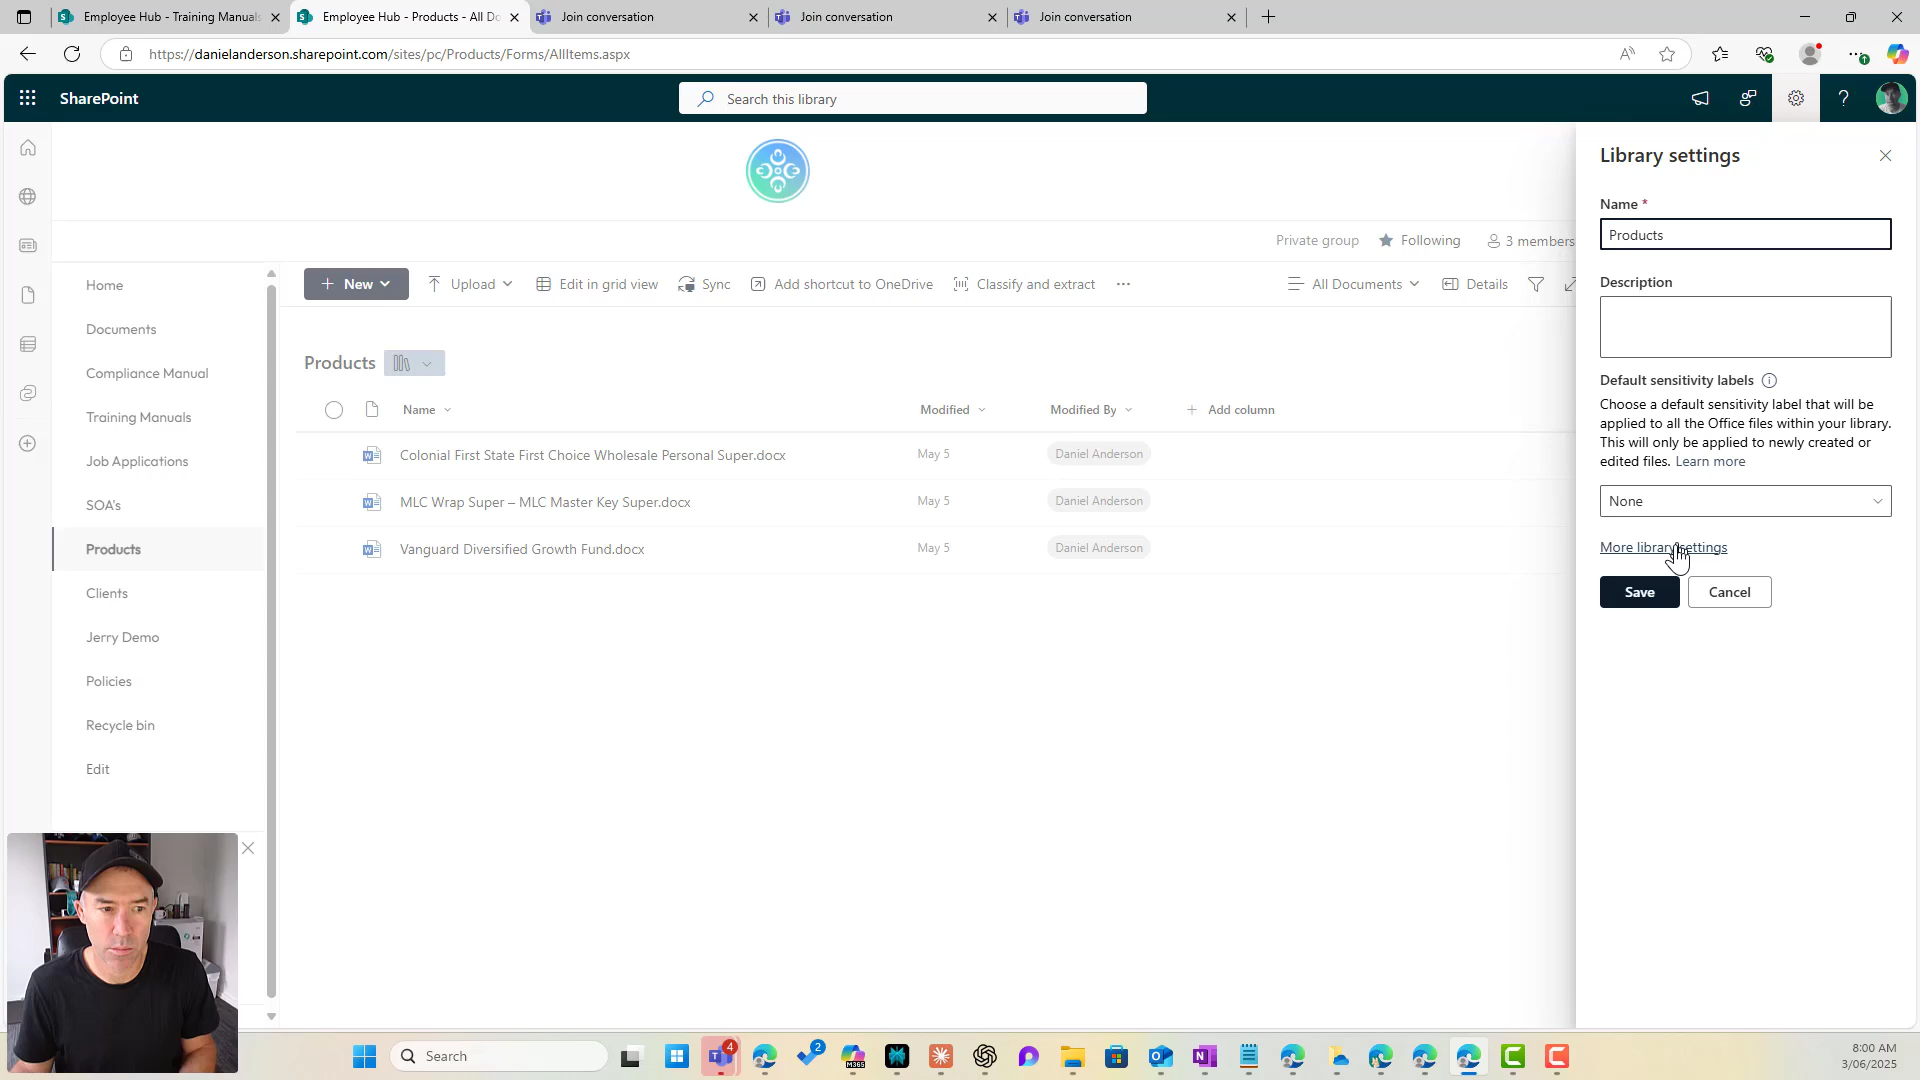 Employee Hub - Training Manuals
Employee Hub - Products - All Do
Join conversation
Join conversation
Join conversation
https://danielanderson.sharepoint.com/sites/pc/Products/Forms/AllItems.aspx
SharePoint
Search this library
Library settings
Name *
Products
Private group
Following
3 members
Home
New
Upload
Edit in grid view
Sync
Add shortcut to OneDrive
Classify and extract
All Documents
Details
Description
Documents
Compliance Manual
Products
Default sensitivity labels
Choose a default sensitivity label that will be
applied to all the Office files within your library.
This will only be applied to newly created or
edited files. Learn more
Training Manuals
Name
Modified
Modified By
Add column
Job Applications
Colonial First State First Choice Wholesale Personal Super.docx
May 5
Daniel Anderson
SOA's
MLC Wrap Super – MLC Master Key Super.docx
May 5
Daniel Anderson
None
Products
Vanguard Diversified Growth Fund.docx
May 5
Daniel Anderson
More library settings
Clients
Save
Cancel
Jerry Demo
Policies
Recycle bin
Edit
Search
4
2
M365
8:00 AM
3/06/2025